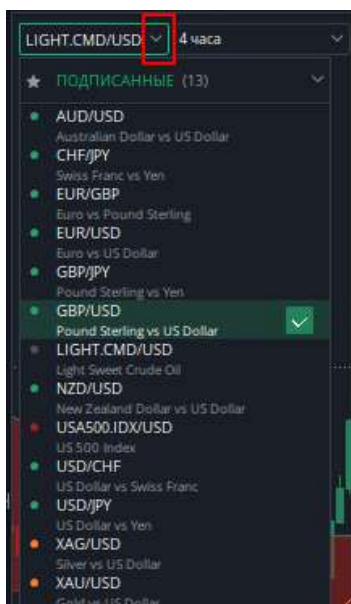 LIGHT.CMD/USD 4 часа
ПОДПИСАННЫЕ (13)
AUD/USD
Australian Dollar vs US Dollar
CHF/JPY
Swiss Franc vs Yen
EUR/GBP
Euro vs Pound Sterling
EUR/USD
Euro vs US Dollar
GBP/JPY
Pound Sterling vs Yen
GBP/USD
Pound Sterling vs US Dollar
LIGHT.CMD/USD
Light Sweet Crude Oil
NZD/USD
New Zealand Dollar vs US Dollar
USA500.IDX/USD
US 500 Index
USD/CHF
US Dollar vs Swiss Franc
USD/JPY
US Dollar vs Yen
XAG/USD
Silver vs US Dollar
XAU/USD
Gold vs US Dollar